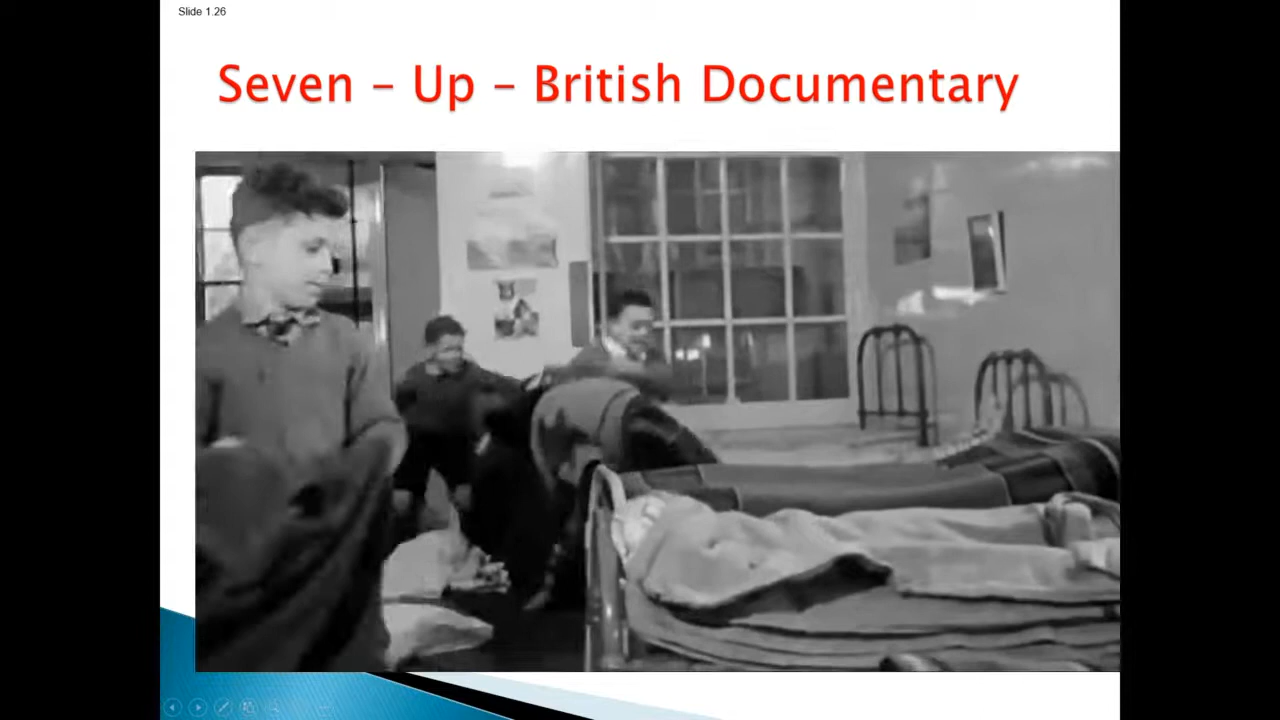 Slide 1.26
Seven – Up – British Documentary